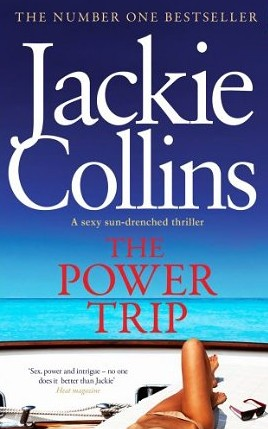 THE NUMBER ONE BESTSELLER
Jackie
Collins
A sexy sun-drenched thriller
THE
POWER
TRIP
'Sex, power and intrigue – no one
does it better than Jackie'
Heat magazine